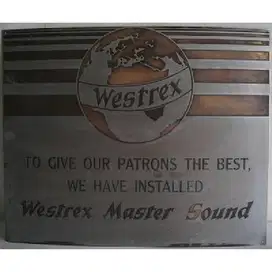 Westrex
TO GIVE OUR PATRONS THE BEST,
WE HAVE INSTALLED
Westrex Master Sound